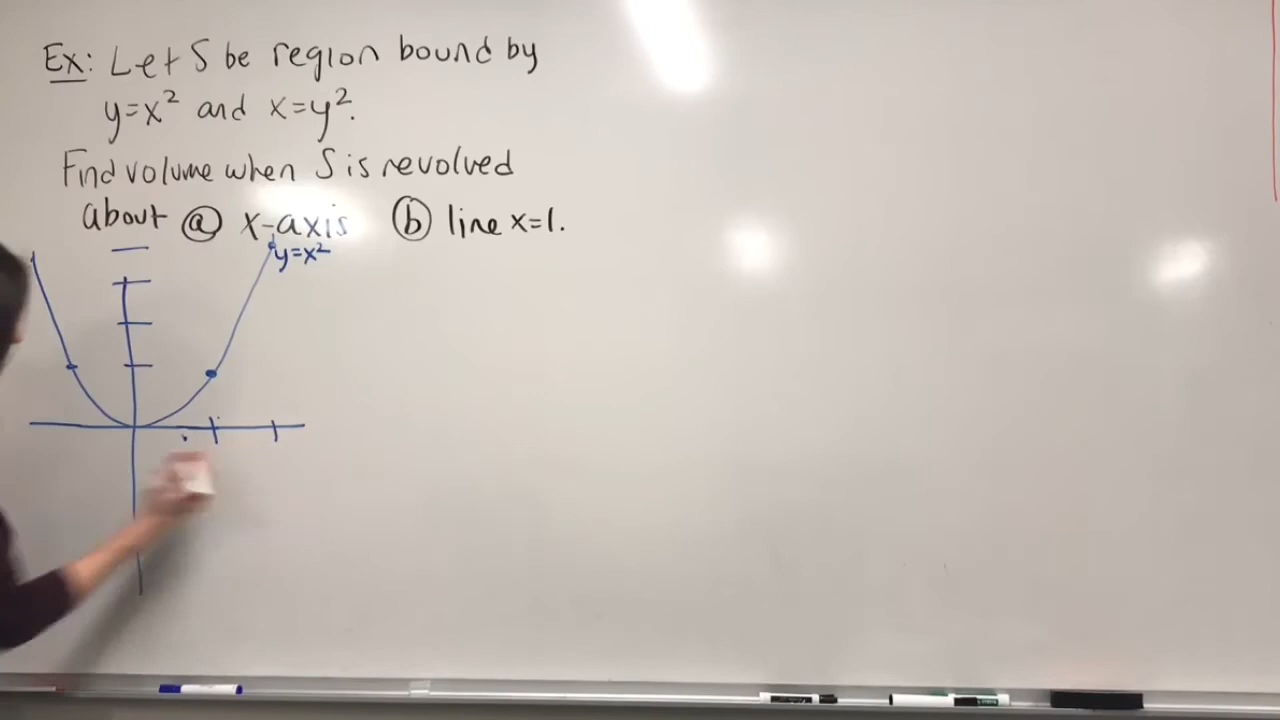 Ex: Let S be region bound by
y=x² and x=y².
Find volume when S is revolved
about ⓐ x-axis ⓑ line x=1.
y=x²